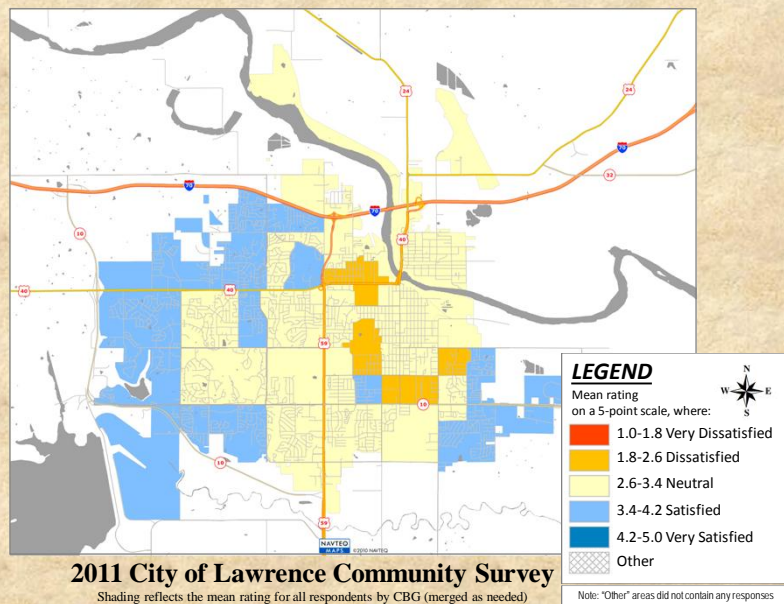 24
24
70
32
70
70
10
40
40
40
59
10
10
59
NAVTEQ
MAPS ©2010 NAVTEQ
LEGEND
Mean rating
on a 5-point scale, where:
N
W E
S
1.0-1.8 Very Dissatisfied
1.8-2.6 Dissatisfied
2.6-3.4 Neutral
3.4-4.2 Satisfied
4.2-5.0 Very Satisfied
Other
2011 City of Lawrence Community Survey
Shading reflects the mean rating for all respondents by CBG (merged as needed)
Note: "Other" areas did not contain any responses